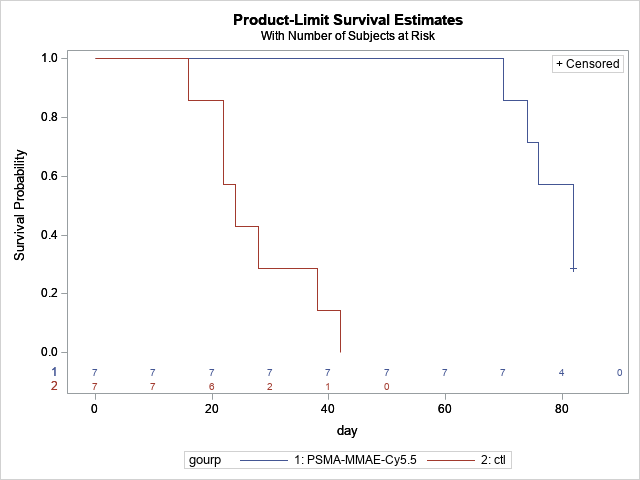 Product-Limit Survival Estimates
With Number of Subjects at Risk
+ Censored
1.0
0.8
0.6
0.4
0.2
0.0
Survival Probability
1 7 7 7 7 7 7 7 7 4 0
2 7 7 6 2 1 0
0 20 40 60 80
day
gourp 1: PSMA-MMAE-Cy5.5 2: ctl